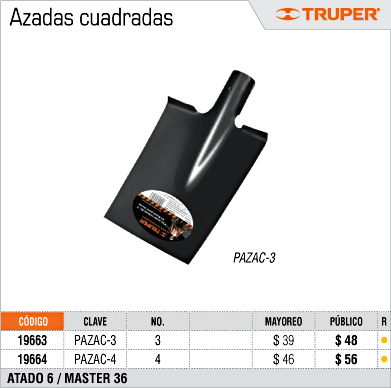 Azadas cuadradas
TRUPER
TRUPER
PAZAC-3
CÓDIGO CLAVE NO. MAYOREO PÚBLICO R
19663 PAZAC-3 3 $ 39 $ 48
19664 PAZAC-4 4 $ 46 $ 56
ATADO 6 / MASTER 36